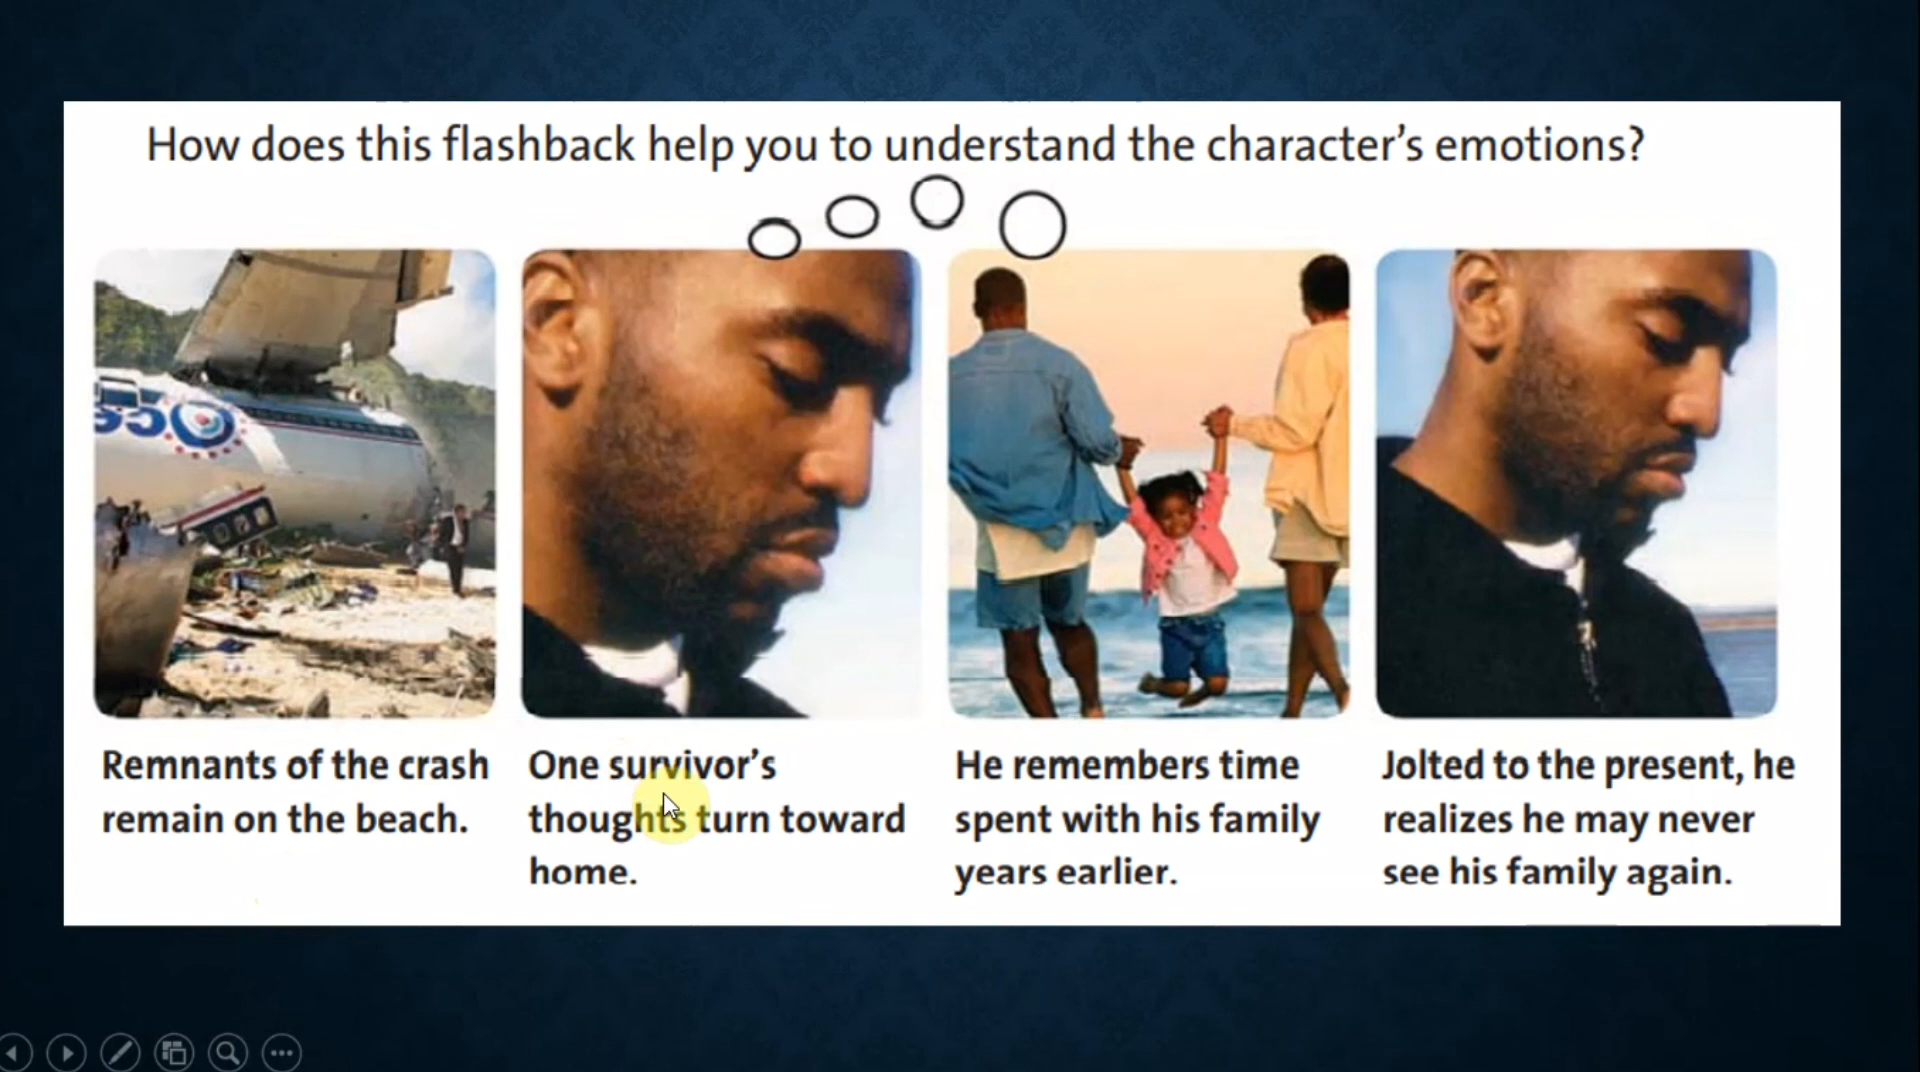 How does this flashback help you to understand the character's emotions?
Remnants of the crash
remain on the beach.
One survivor's
thoughts turn toward
home.
He remembers time
spent with his family
years earlier.
Jolted to the present, he
realizes he may never
see his family again.